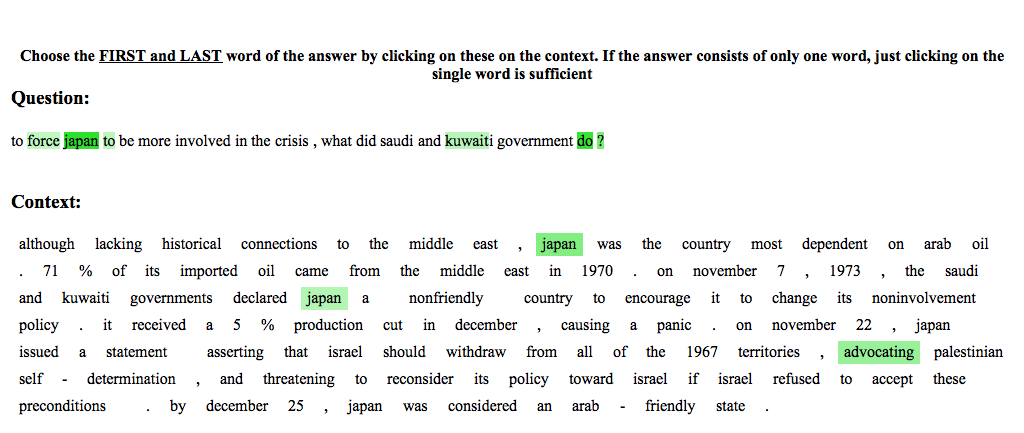 Choose the FIRST and LAST word of the answer by clicking on these on the context. If the answer consists of only one word, just clicking on the
single word is sufficient
Question:
to force japan to be more involved in the crisis , what did saudi and kuwaiti government do ?
Context:
although lacking historical connections to the middle east , japan was the country most dependent on arab oil
. 71 % of its imported oil came from the middle east in 1970 . on november 7 , 1973 , the saudi
and kuwaiti governments declared japan a nonfriendly country to encourage it to change its noninvolvement
policy . it received a 5 % production cut in december , causing a panic . on november 22 , japan
issued a statement asserting that israel should withdraw from all of the 1967 territories , advocating palestinian
self - determination , and threatening to reconsider its policy toward israel if israel refused to accept these
preconditions . by december 25 , japan was considered an arab - friendly state .